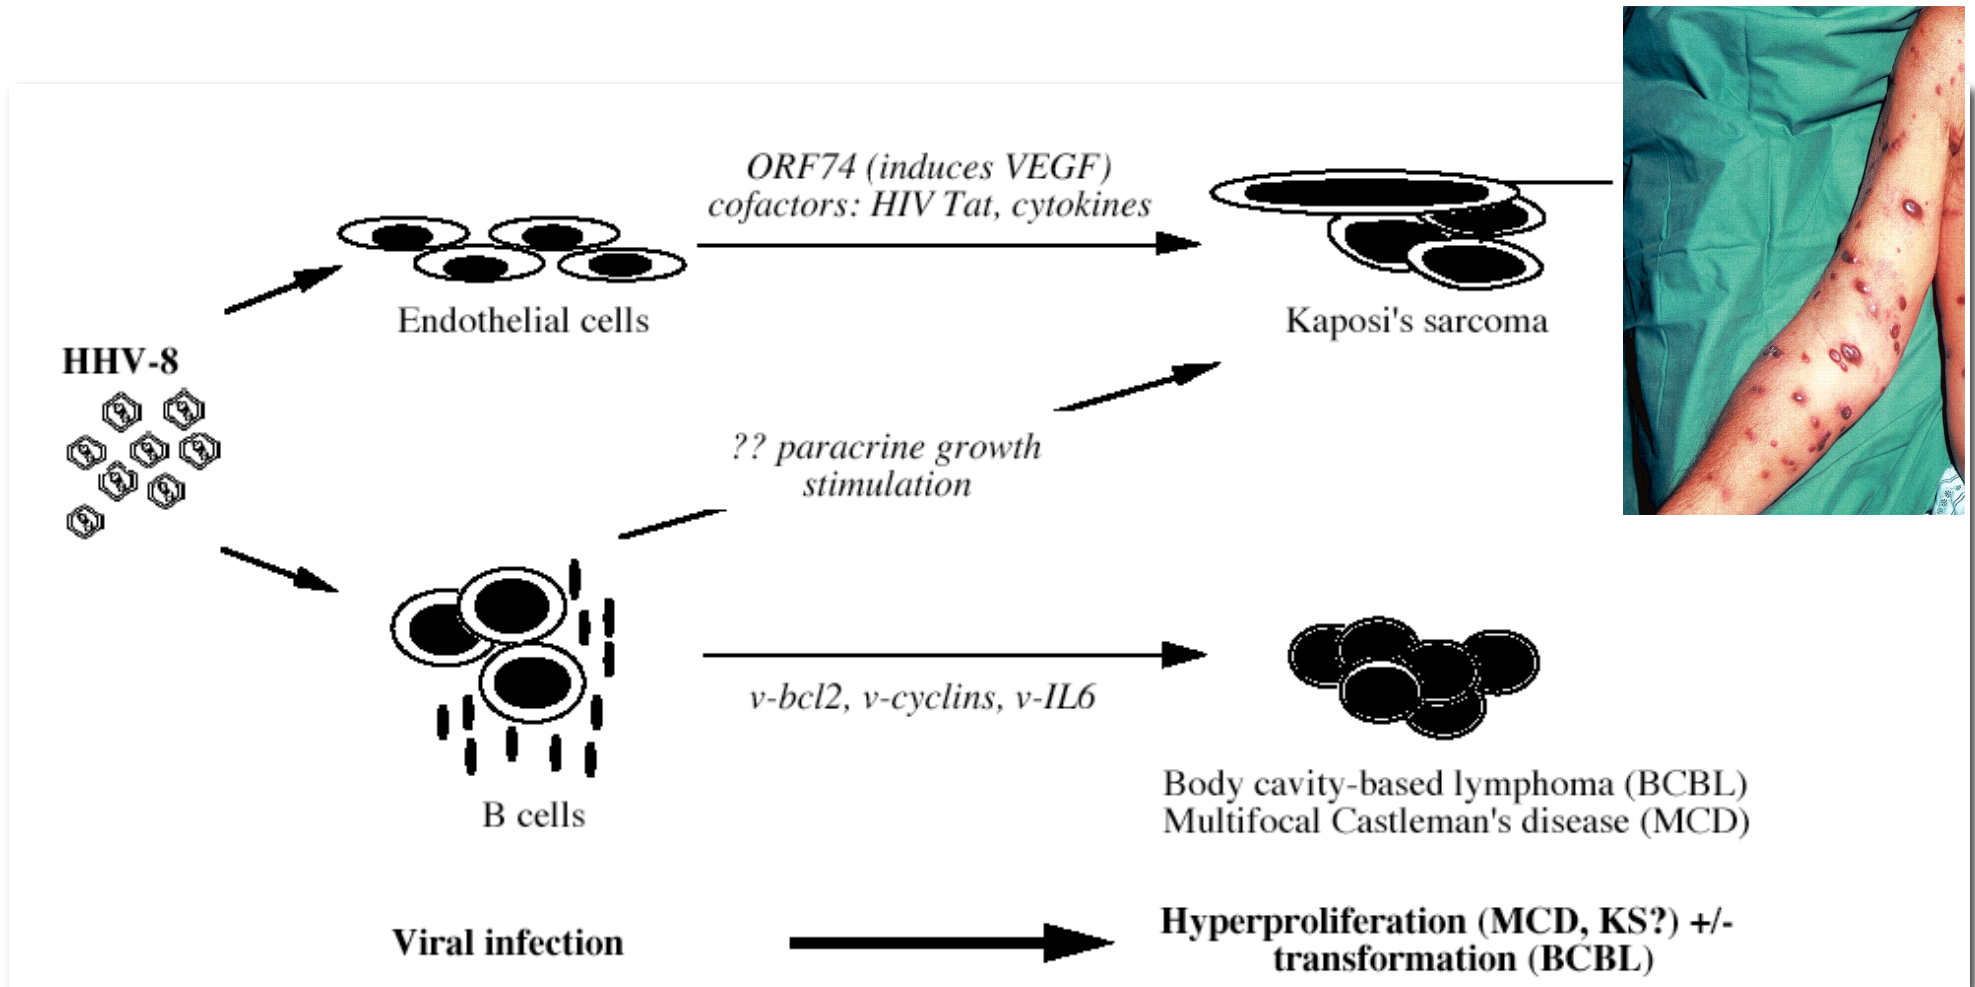 ORF74 (induces VEGF)
cofactors: HIV Tat, cytokines
Endothelial cells
Kaposi's sarcoma
HHV-8
?? paracrine growth
stimulation
v-bcl2, v-cyclins, v-IL6
B cells
Body cavity-based lymphoma (BCBL)
Multifocal Castleman's disease (MCD)
Viral infection
Hyperproliferation (MCD, KS?) +/-
transformation (BCBL)